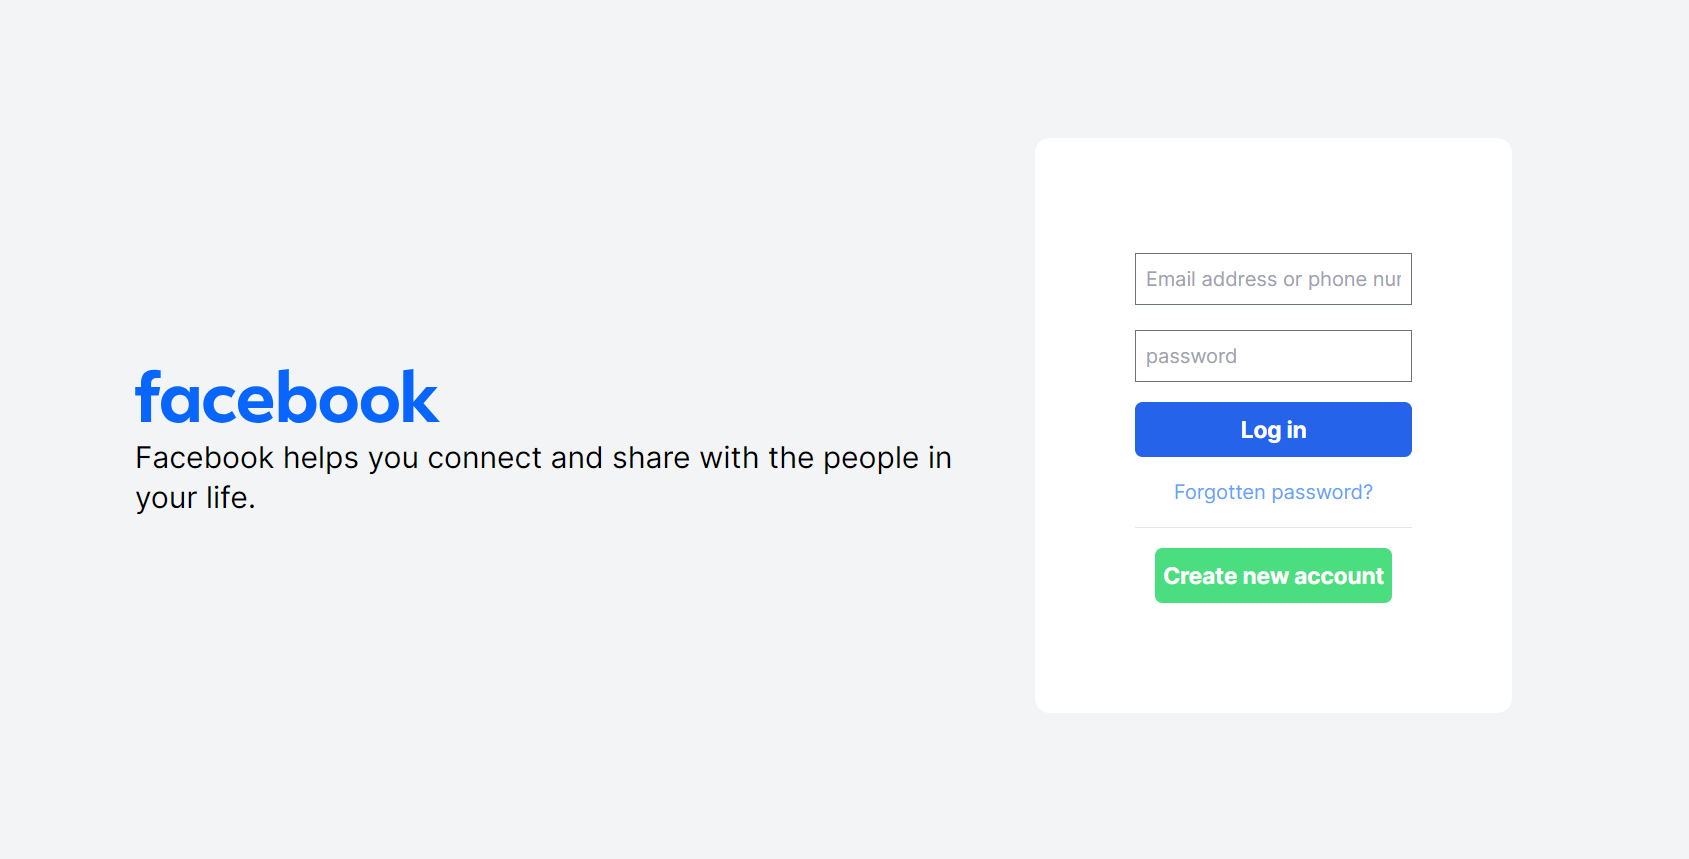 facebook
Facebook helps you connect and share with the people in
your life.
Email address or phone nur
password
Log in
Forgotten password?
Create new account